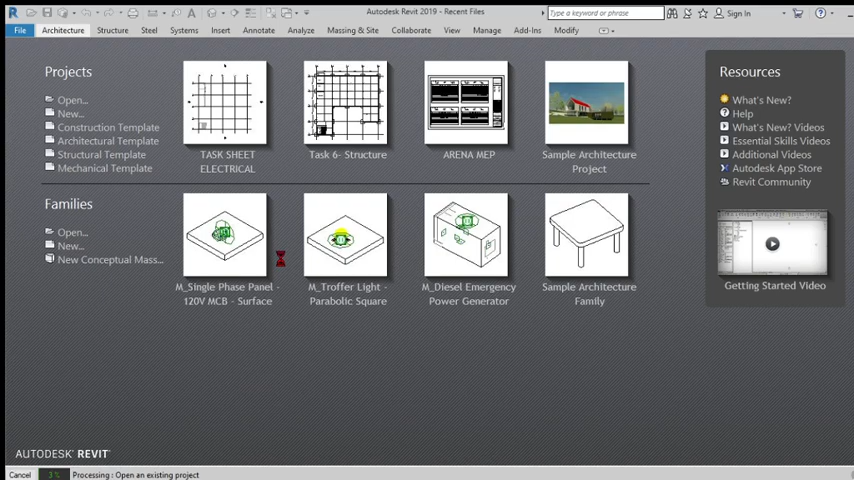 Autodesk Revit 2019 - Recent Files
Type a keyword or phrase
Sign In
File Architecture Structure Steel Systems Insert Annotate Analyze Massing & Site Collaborate View Manage Add-Ins Modify
Projects
Open...
New...
Construction Template
Architectural Template
Structural Template
Mechanical Template
TASK SHEET
ELECTRICAL
Task 6- Structure
ARENA MEP
Sample Architecture
Project
Families
Open...
New...
New Conceptual Mass...
M_Single Phase Panel -
120V MCB - Surface
M_Troffer Light -
Parabolic Square
M_Diesel Emergency
Power Generator
Sample Architecture
Family
Resources
What's New?
Help
What's New? Videos
Essential Skills Videos
Additional Videos
Autodesk App Store
Revit Community
Getting Started Video
AUTODESK REVIT
Cancel
Processing : Open an existing project